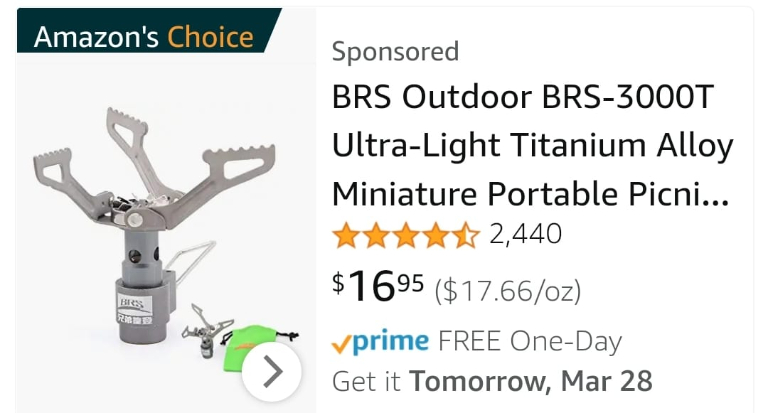 Amazon's Choice
Sponsored
BRS Outdoor BRS-3000T
Ultra-Light Titanium Alloy
Miniature Portable Picni...
2,440
$16 95 ($17.66/oz)
prime FREE One-Day
Get it Tomorrow, Mar 28
BRS